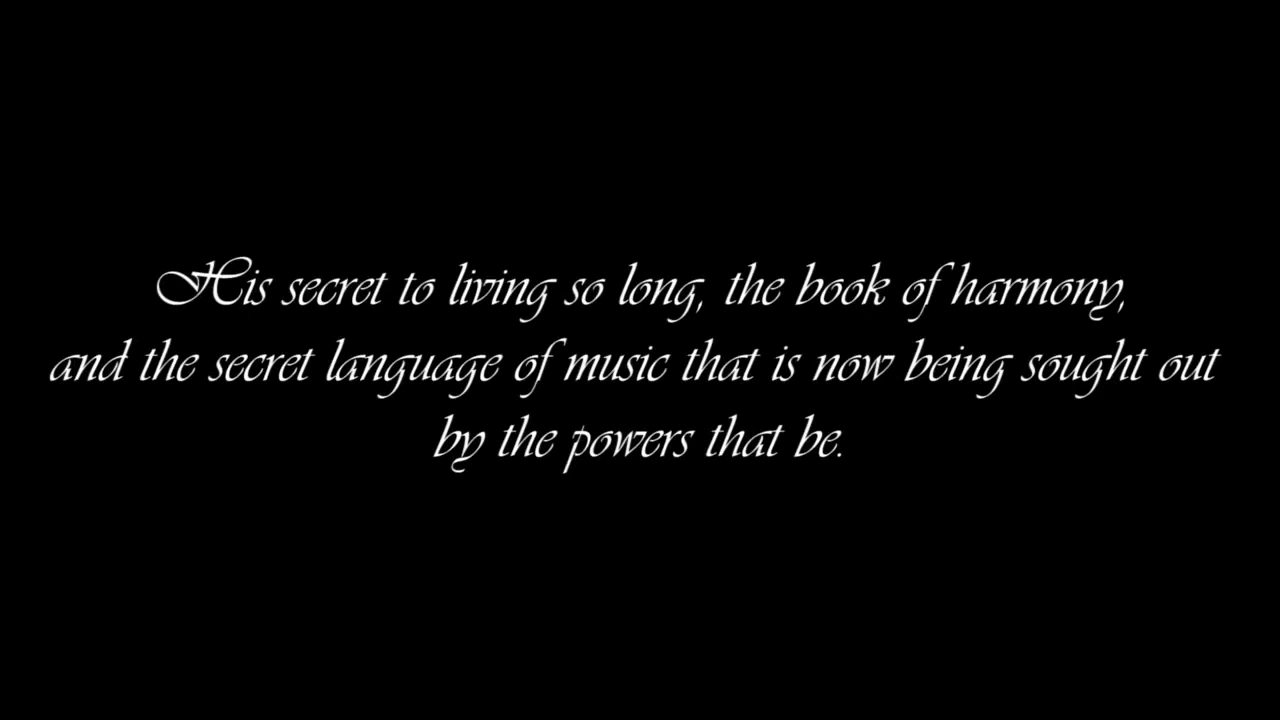 His secret to living so long, the book of harmony,
and the secret language of music that is now being sought out
by the powers that be.